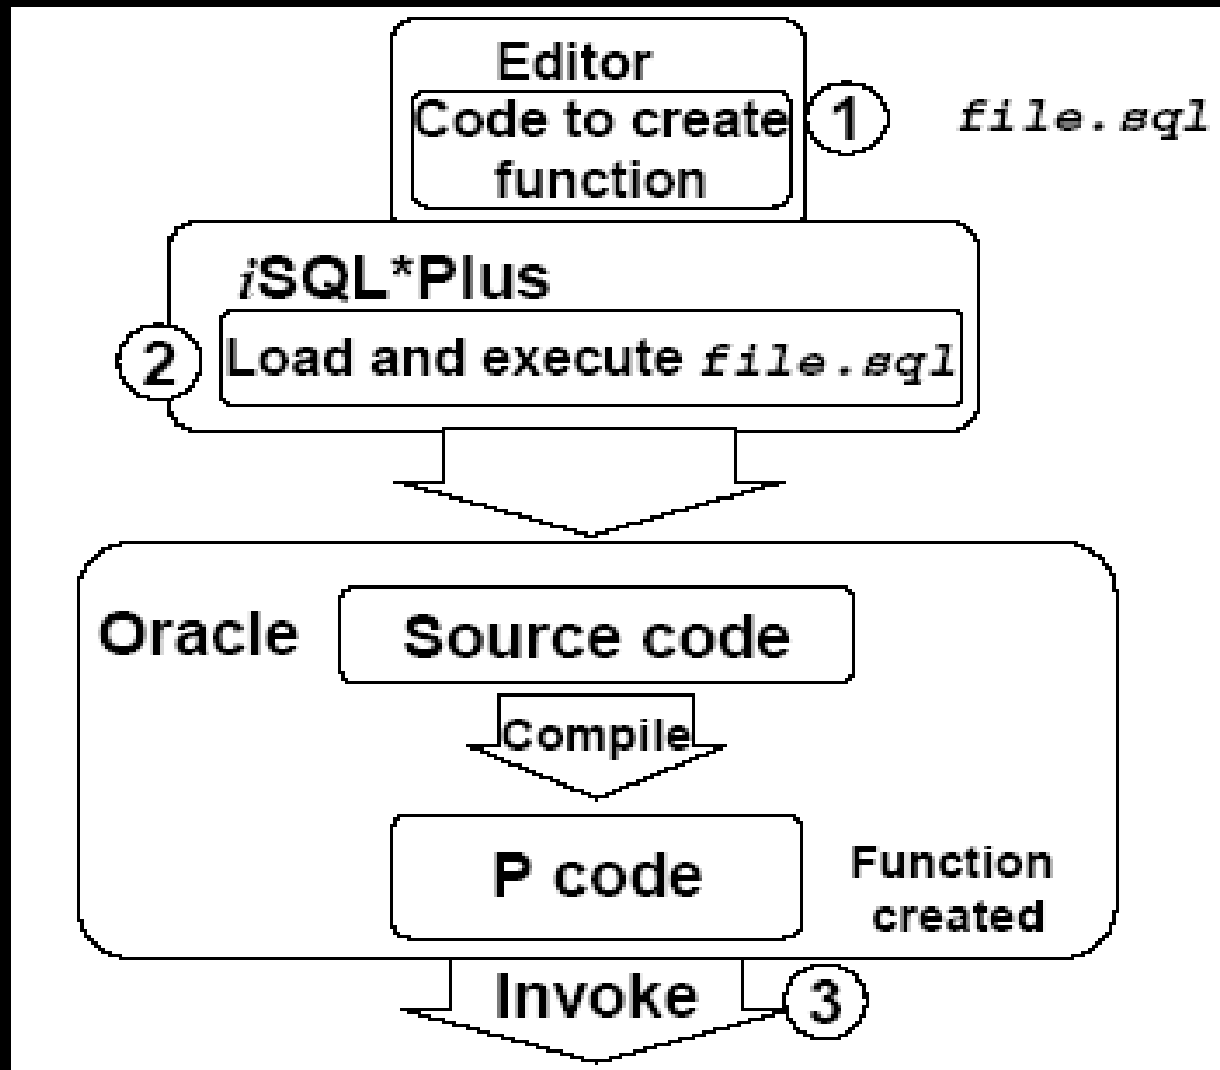 Editor
Code to create
function
1
file.sql
iSQL*Plus
2
Load and execute file.sql
Oracle
Source code
Compile
P code
Function
created
Invoke
3